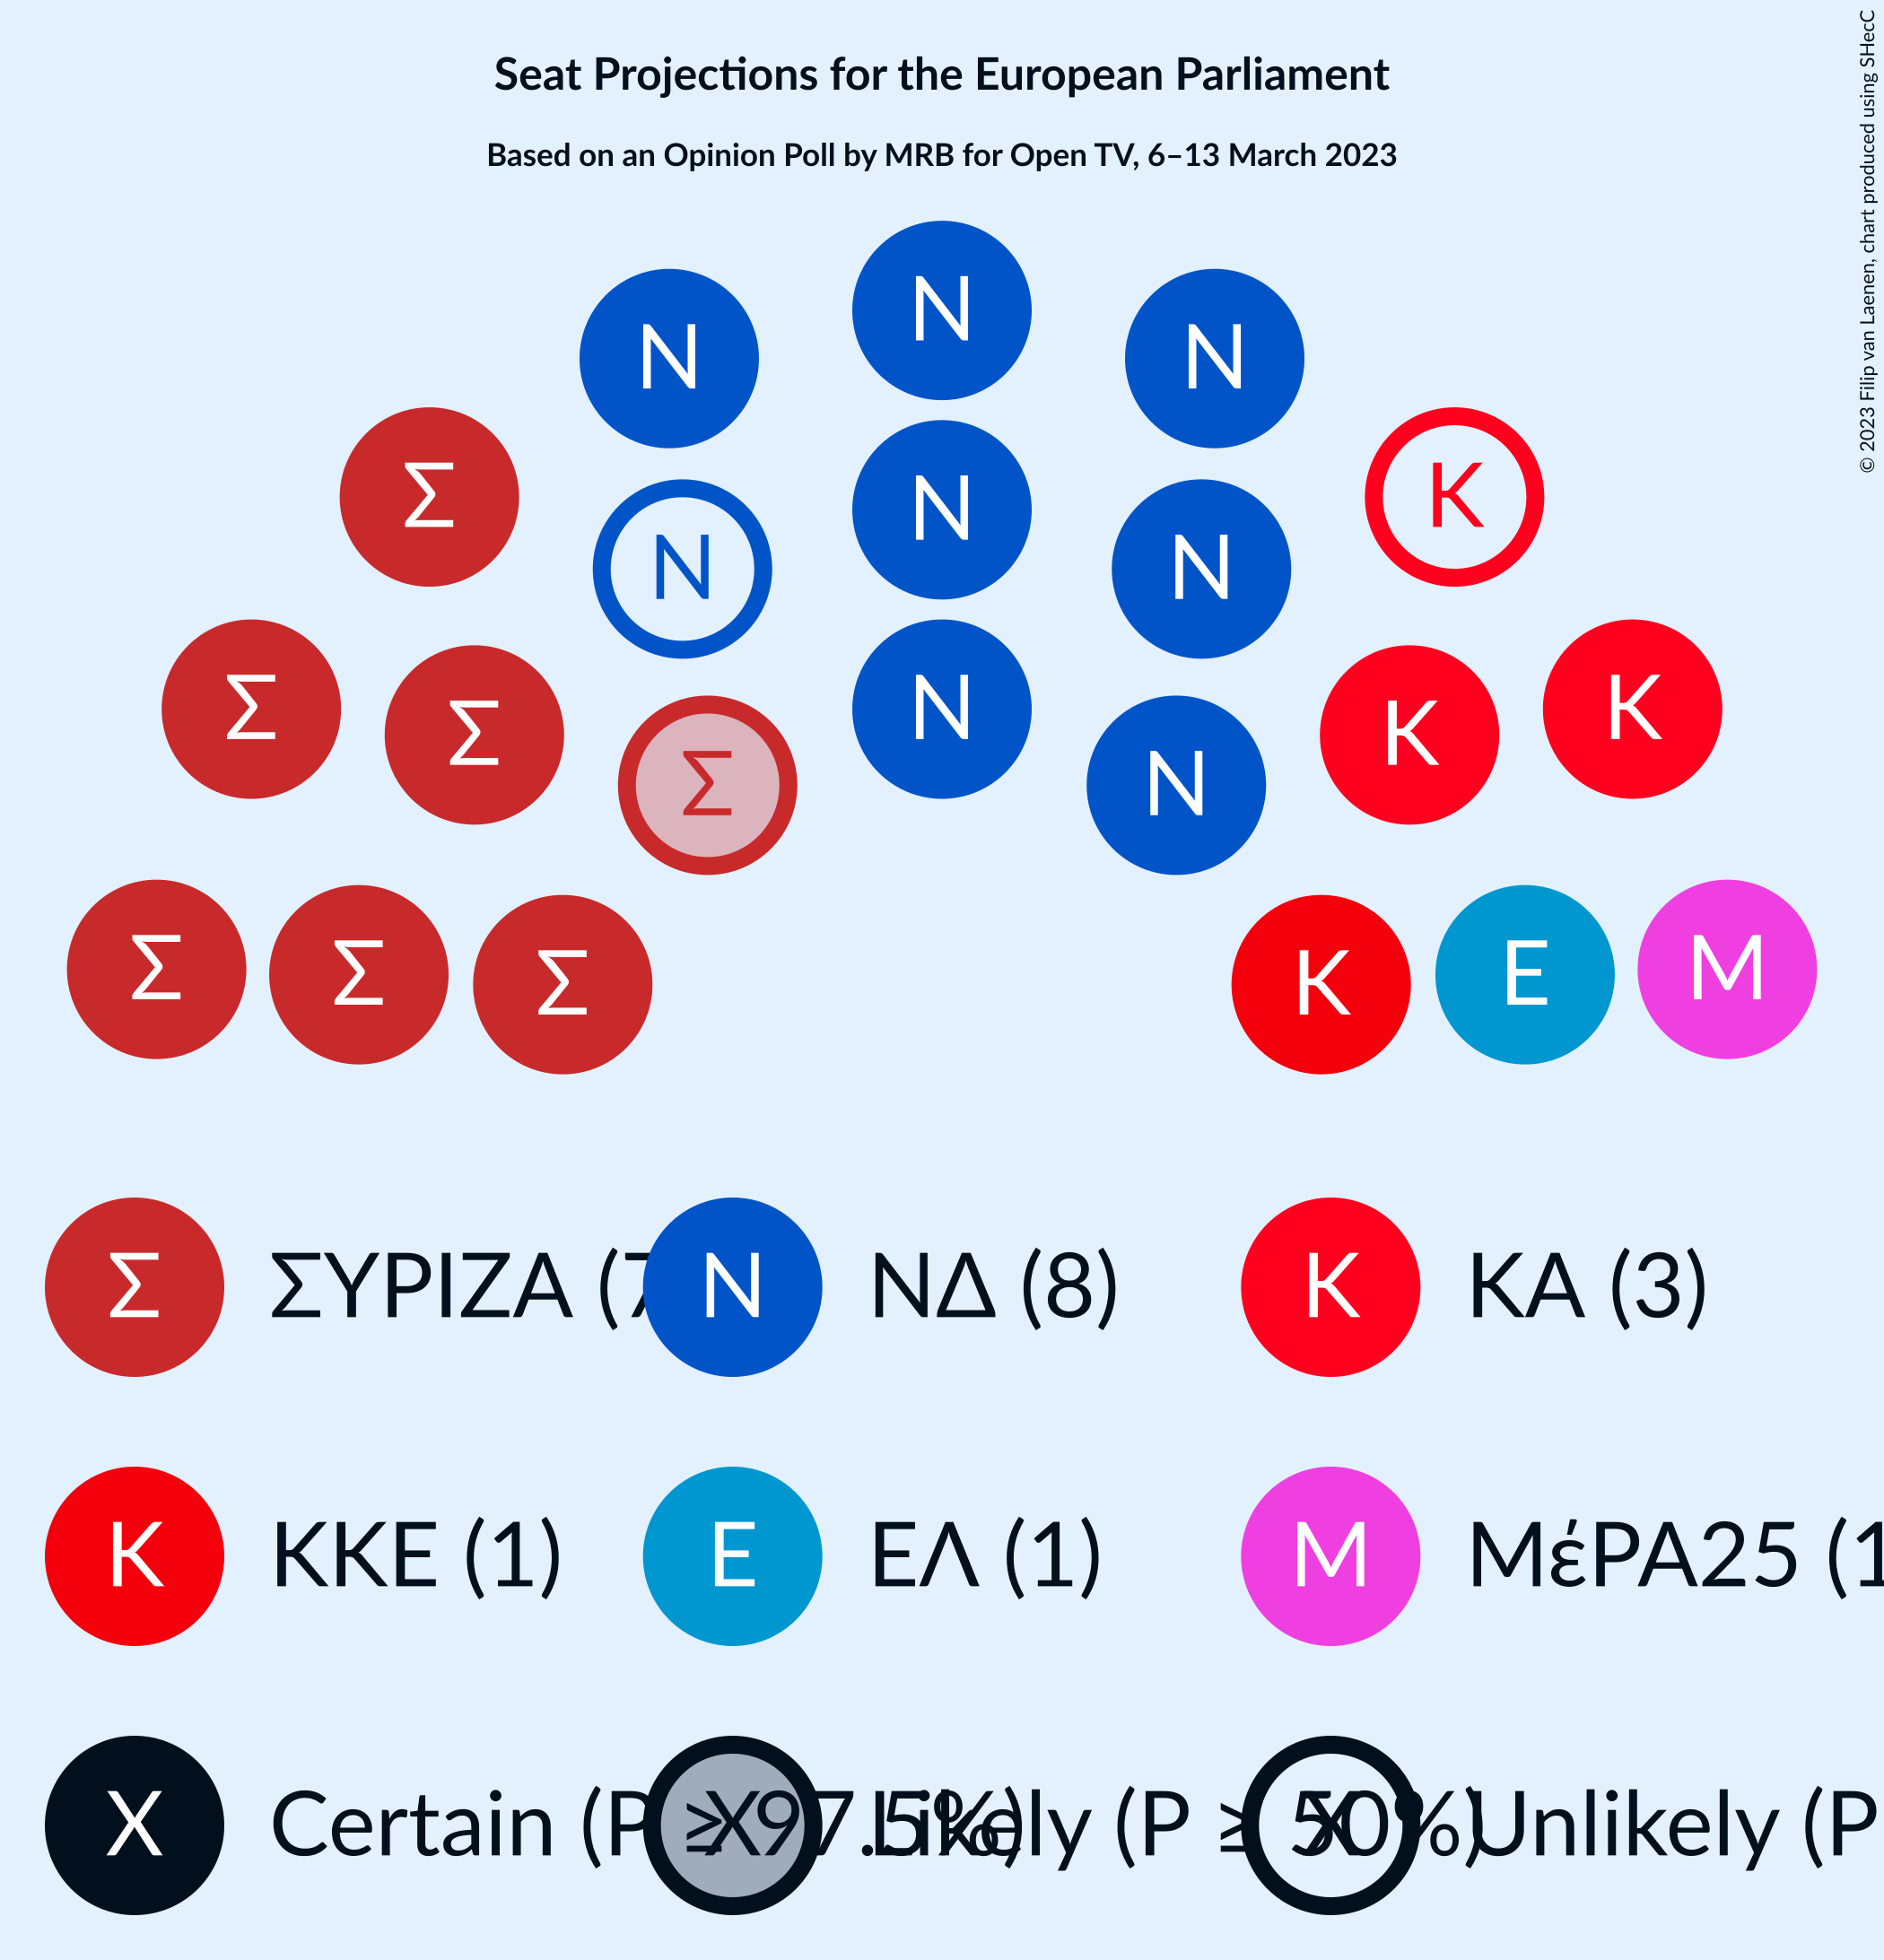 Seat Projections for the European Parliament
Based on an Opinion Poll by MRB for Open TV, 6–13 March 2023
© 2023 Filip van Laenen, chart produced using SHecC
N
N N
N
Σ K
N
N N
Σ K
Σ K
N
Σ N
Σ M
Σ E
Σ K
Σ ΣΥΡΙΖΑ (7 N ΝΔ (8) K ΚΑ (3)
K ΚΚΕ (1) E ΕΛ (1) M ΜέΡΑ25 (1
X Certain (P ≥ 97.5%) X Likely (P ≥ 50%) X Unlikely (P